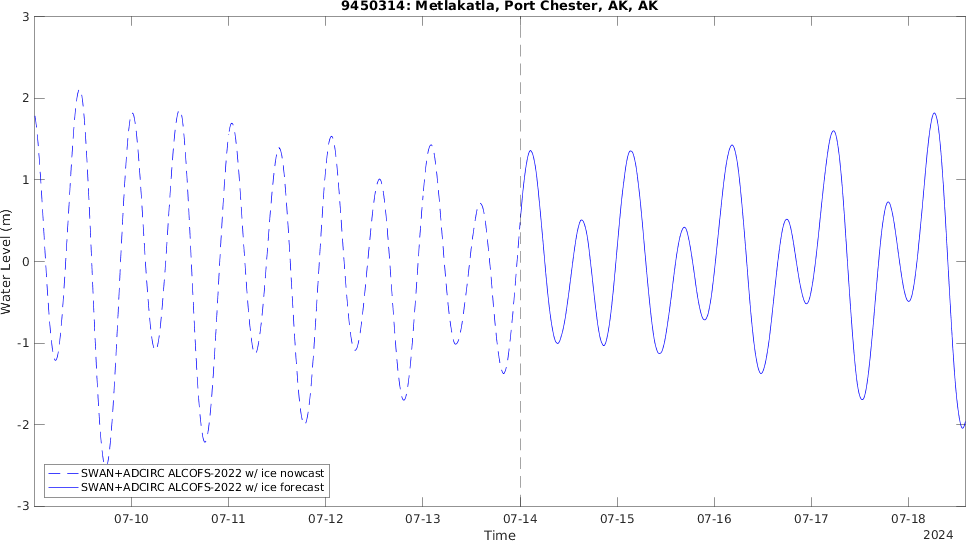 9450314: Metlakatla, Port Chester, AK, AK
3
2
1
0
-1
-2
-3
Water Level (m)
SWAN+ADCIRC ALCOFS-2022 w/ ice nowcast
SWAN+ADCIRC ALCOFS-2022 w/ ice forecast
07-10 07-11 07-12 07-13 07-14 07-15 07-16 07-17 07-18
Time
2024